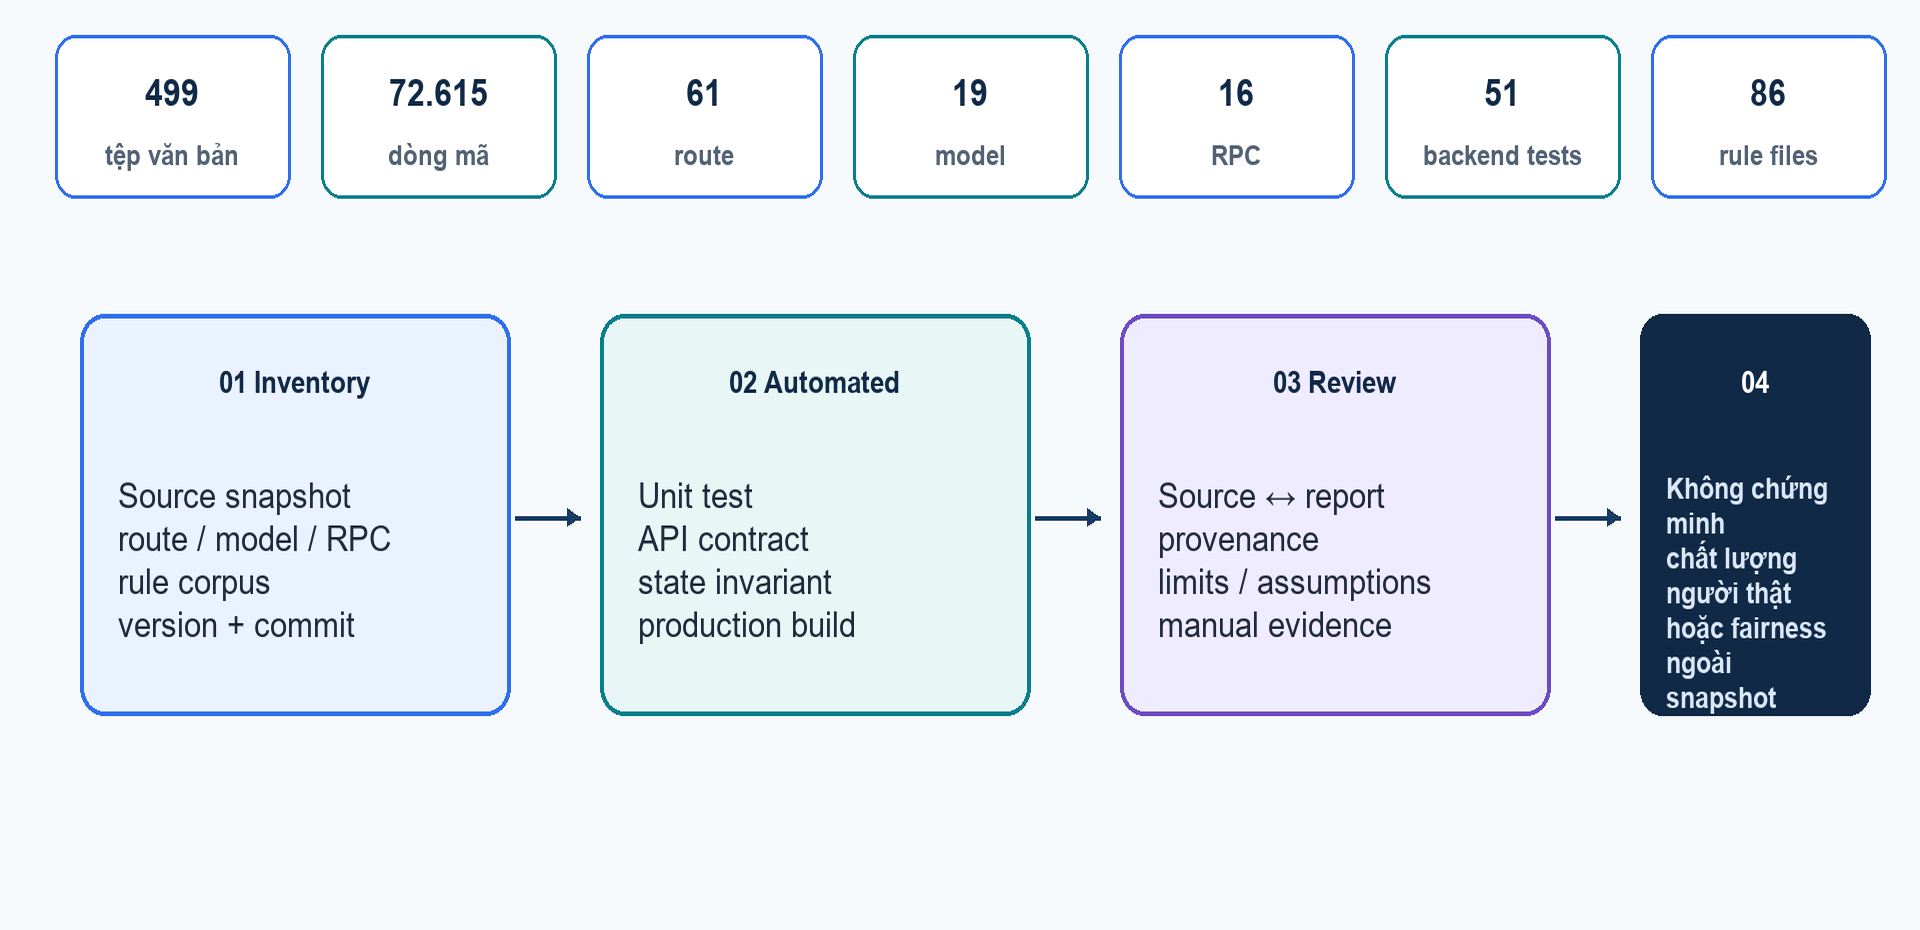 499
tệp văn bản
72.615
dòng mã
61
route
19
model
16
RPC
51
backend tests
86
rule files
01 Inventory
Source snapshot
route / model / RPC
rule corpus
version + commit
02 Automated
Unit test
API contract
state invariant
production build
03 Review
Source ↔ report
provenance
limits / assumptions
manual evidence
04
Không chứng
minh
chất lượng
người thật
hoặc fairness
ngoài
snapshot